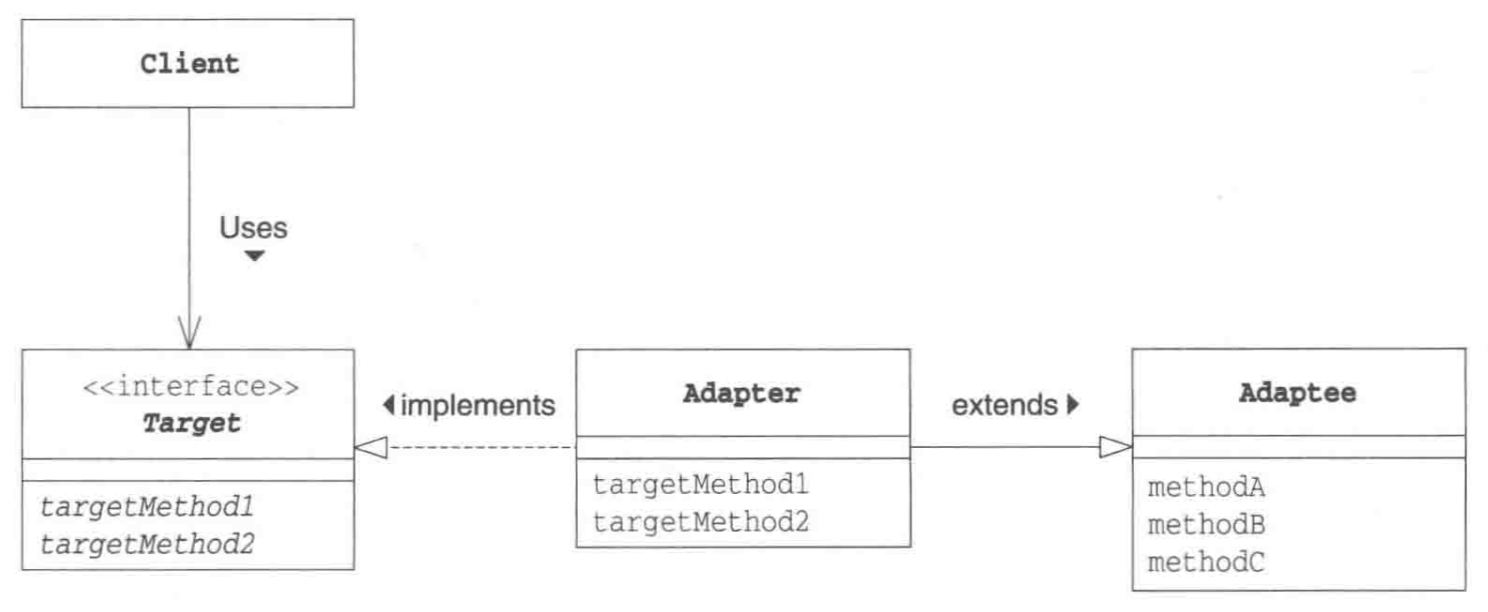 Client
Uses
<<interface>>
Target
targetMethod1
targetMethod2
implements
Adapter
targetMethod1
targetMethod2
extends
Adaptee
methodA
methodB
methodC